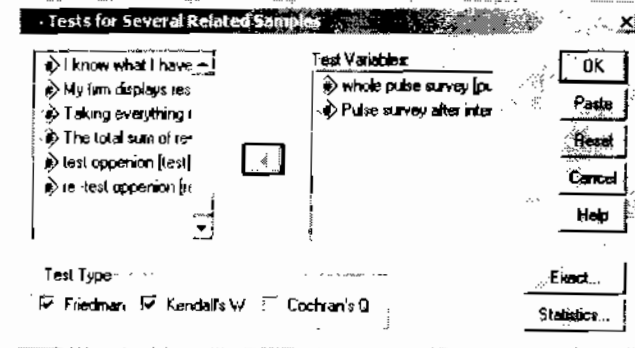 Tests for Several Related Samples
I know what I have
My firm displays res
Taking everything i
The total sum of re-
test oppenion [test]
re-test oppenion [re
Test Variables:
whole pulse survey [pu
Pulse survey after inter
OK
Paste
Reset
Cancel
Help
Test Type
Friedman
Kendall's W
Cochran's Q
Exact...
Statistics...